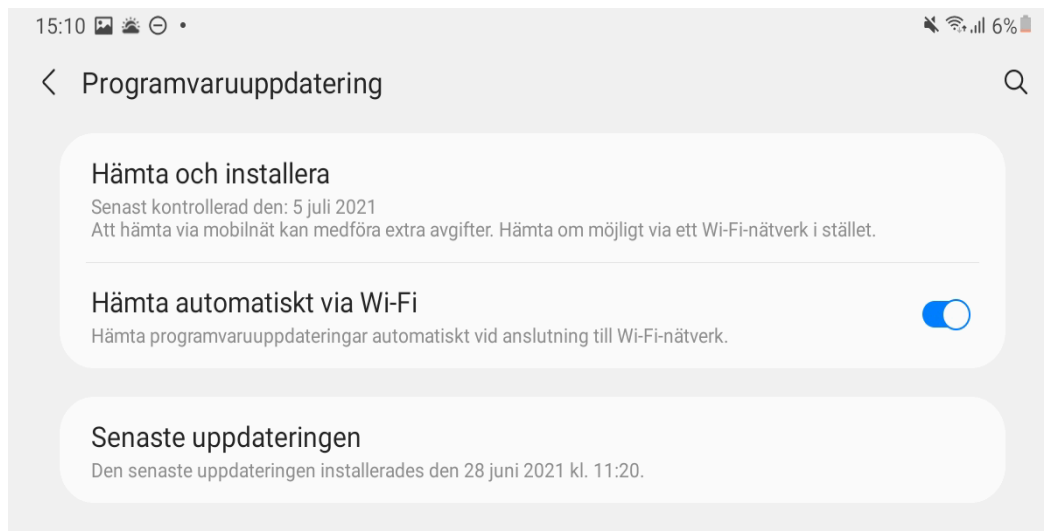 15:10 6%
Programvaruuppdatering
Hämta och installera
Senast kontrollerad den: 5 juli 2021
Att hämta via mobilnät kan medföra extra avgifter. Hämta om möjligt via ett Wi-Fi-nätverk i stället.
Hämta automatiskt via Wi-Fi
Hämta programvaruuppdateringar automatiskt vid anslutning till Wi-Fi-nätverk.
Senaste uppdateringen
Den senaste uppdateringen installerades den 28 juni 2021 kl. 11:20.